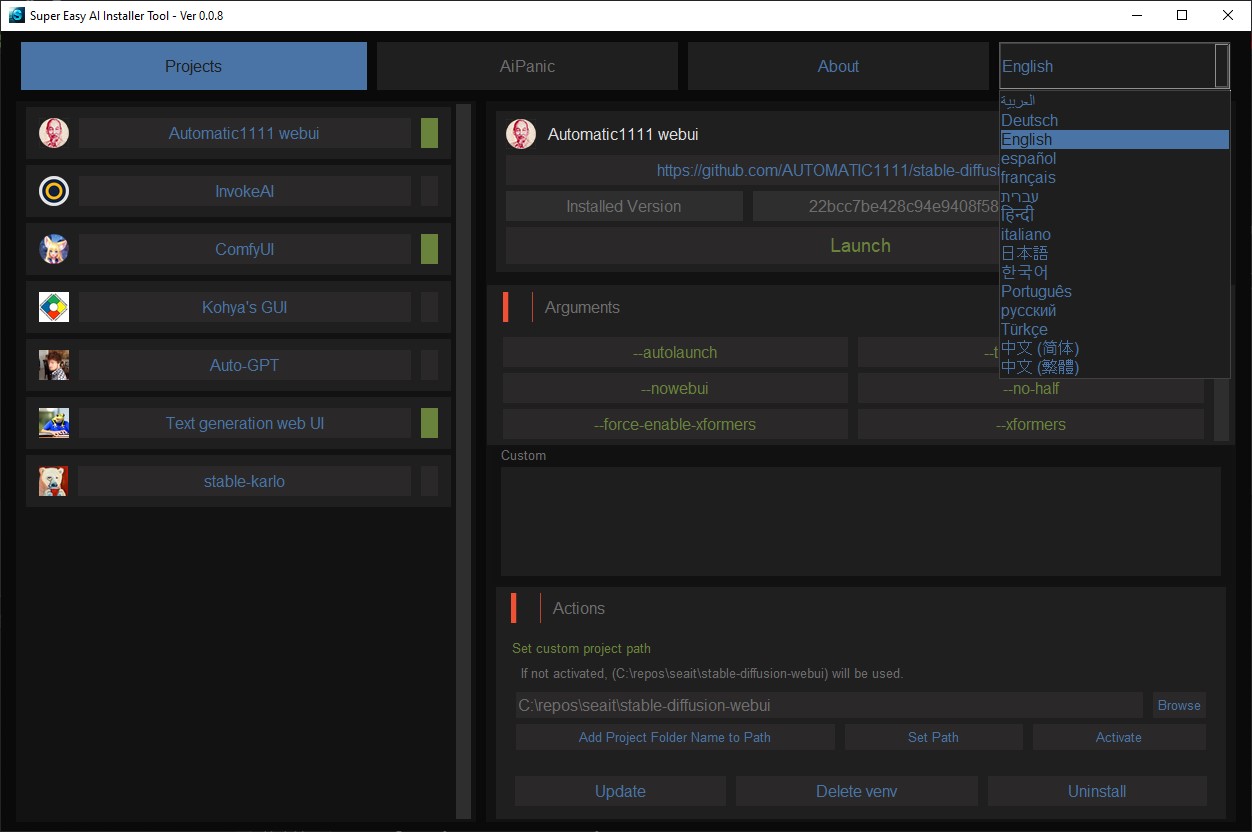 Super Easy AI Installer Tool - Ver 0.0.8
Projects
AiPanic
About
English
العربية
Deutsch
English
español
français
עברית
हिन्दी
italiano
日本語
한국어
Português
русский
Türkçe
中文 (简体)
中文 (繁體)
Automatic1111 webui
InvokeAI
ComfyUI
Kohya's GUI
Auto-GPT
Text generation web UI
stable-karlo
Automatic1111 webui
https://github.com/AUTOMATIC1111/stable-diffusi
Installed Version
22bcc7be428c94e9408f58
Launch
Arguments
--autolaunch
--t
--nowebui
--no-half
--force-enable-xformers
--xformers
Custom
Actions
Set custom project path
If not activated, (C:\repos\seait\stable-diffusion-webui) will be used.
C:\repos\seait\stable-diffusion-webui
Browse
Add Project Folder Name to Path
Set Path
Activate
Update
Delete venv
Uninstall